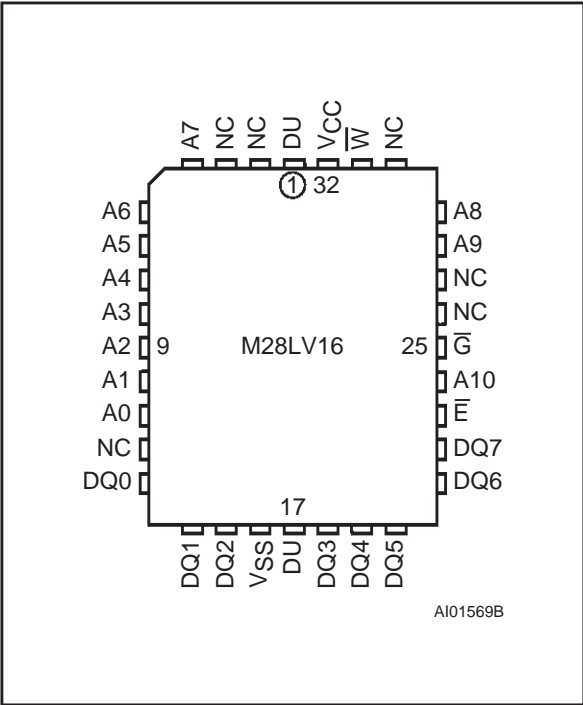 A7 NC NC DU VCC W̅ NC
1 32
A6 A8
A5 A9
A4 NC
A3 NC
A2 9 M28LV16 25 G̅
A1 A10
A0 E̅
NC DQ7
DQ0 DQ6
17
DQ1 DQ2 VSS DU DQ3 DQ4 DQ5
AI01569B